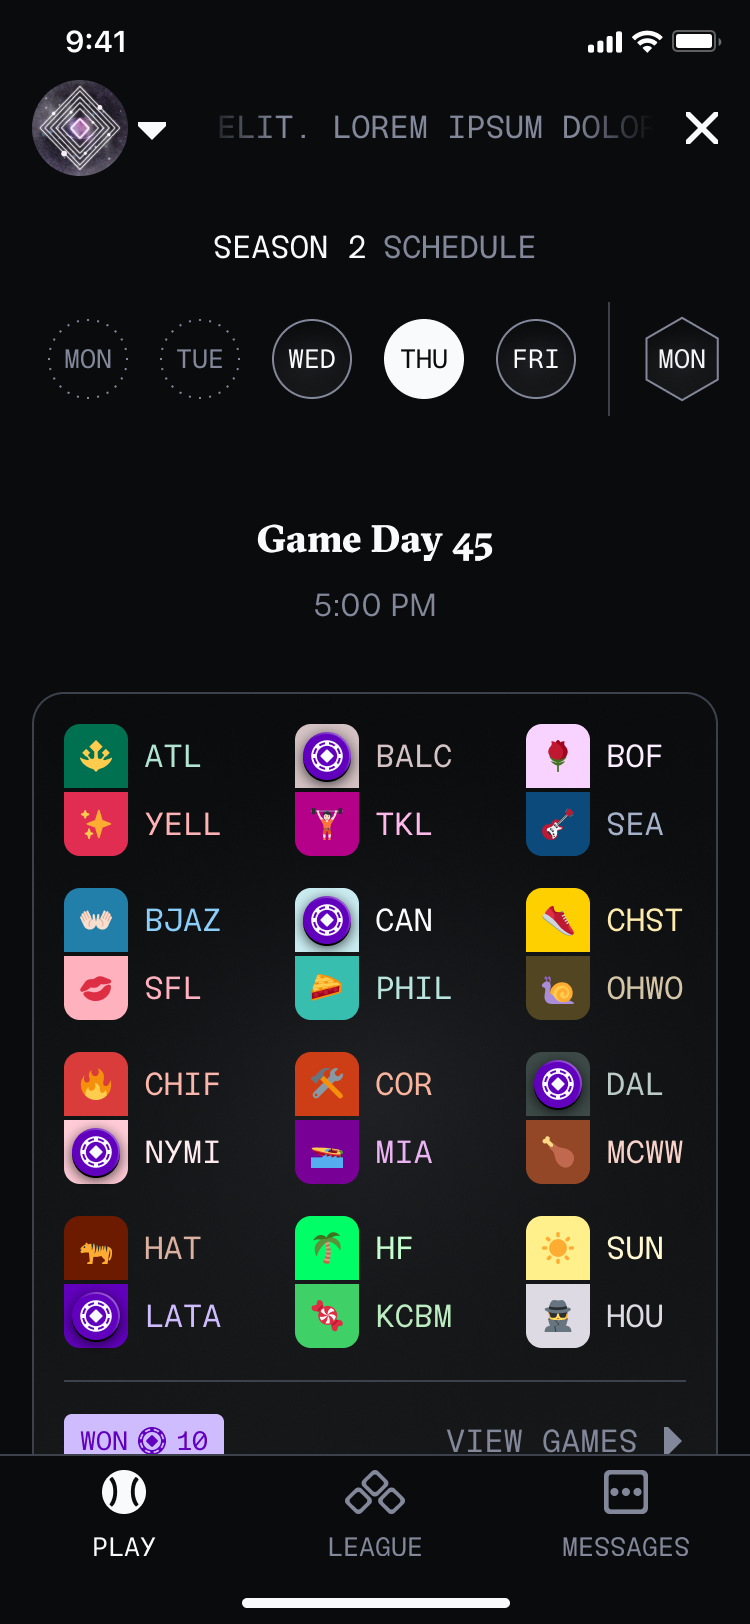 9:41
ELIT. LOREM IPSUM DOLOR
SEASON 2 SCHEDULE
MON TUE WED THU FRI MON
Game Day 45
5:00 PM
ATL BALC BOF
YELL TKL SEA
BJAZ CAN CHST
SFL PHIL OHWO
CHIF COR DAL
NYMI MIA MCWW
HAT HF SUN
LATA KCBM HOU
WON 10 VIEW GAMES
PLAY LEAGUE MESSAGES